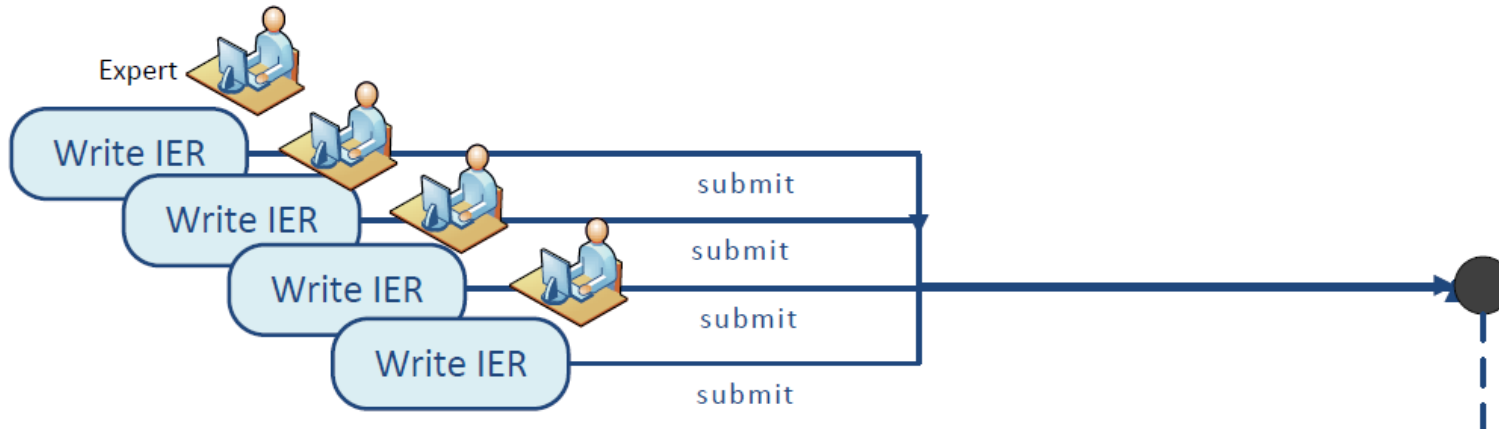 Expert
Write IER
submit
Write IER
submit
Write IER
submit
Write IER
submit